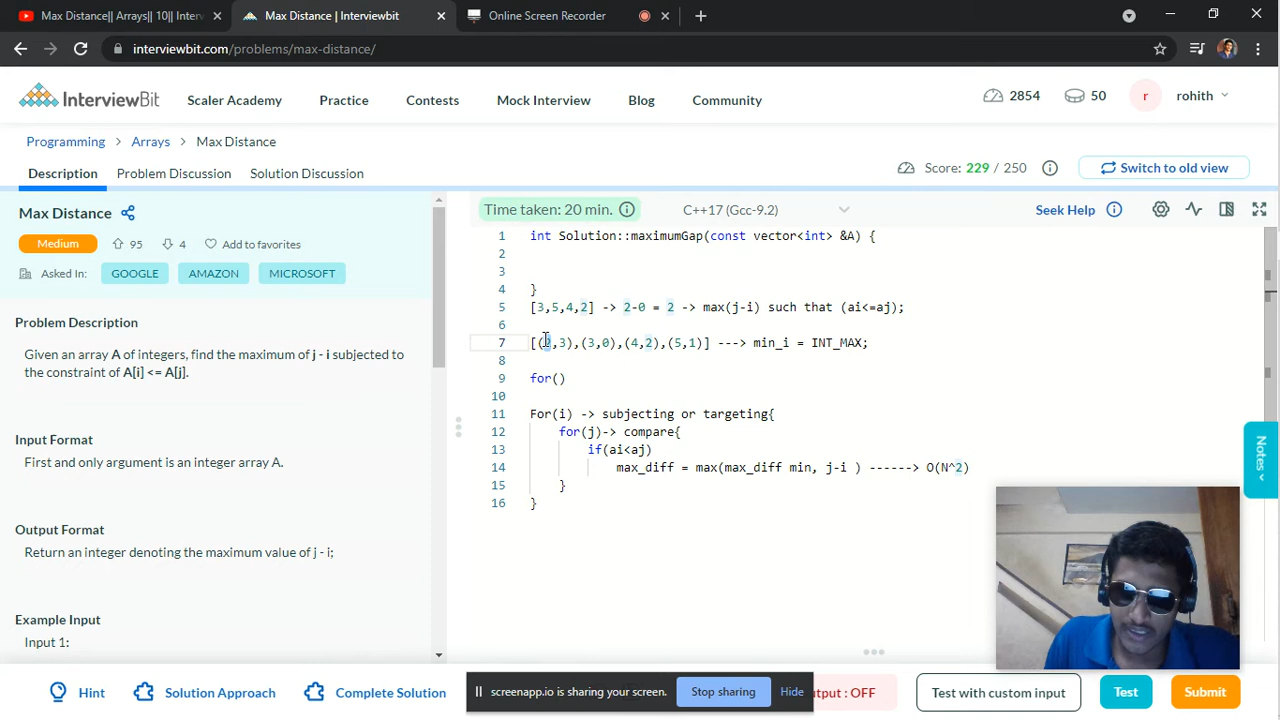 Max Distance|| Arrays|| 10|| Interv
Max Distance | Interviewbit
Online Screen Recorder
interviewbit.com/problems/max-distance/
InterviewBit
Scaler Academy
Practice
Contests
Mock Interview
Blog
Community
2854
50
r
rohith
Programming > Arrays > Max Distance
Description
Problem Discussion
Solution Discussion
Score: 229 / 250
Switch to old view
Max Distance
Medium
95
4
Add to favorites
Asked In:
GOOGLE
AMAZON
MICROSOFT
Problem Description
Given an array A of integers, find the maximum of j - i subjected
to the constraint of A[i] <= A[j].
Input Format
First and only argument is an integer array A.
Output Format
Return an integer denoting the maximum value of j - i;
Example Input
Input 1:
Time taken: 20 min.
C++17 (Gcc-9.2)
Seek Help
1 int Solution::maximumGap(const vector<int> &A) {
2
3
4 }
5 [3,5,4,2] -> 2-0 = 2 -> max(j-i) such that (ai<=aj);
6
7 [(2,3),(3,0),(4,2),(5,1)] ---> min_i = INT_MAX;
8
9 for()
10
11 For(i) -> subjecting or targeting{
12 for(j)-> compare{
13 if(ai<aj)
14 max_diff = max(max_diff min, j-i ) ------> O(N^2)
15 }
16 }
Notes
Hint
Solution Approach
Complete Solution
screenapp.io is sharing your screen.
Stop sharing
Hide
utput : OFF
Test with custom input
Test
Submit